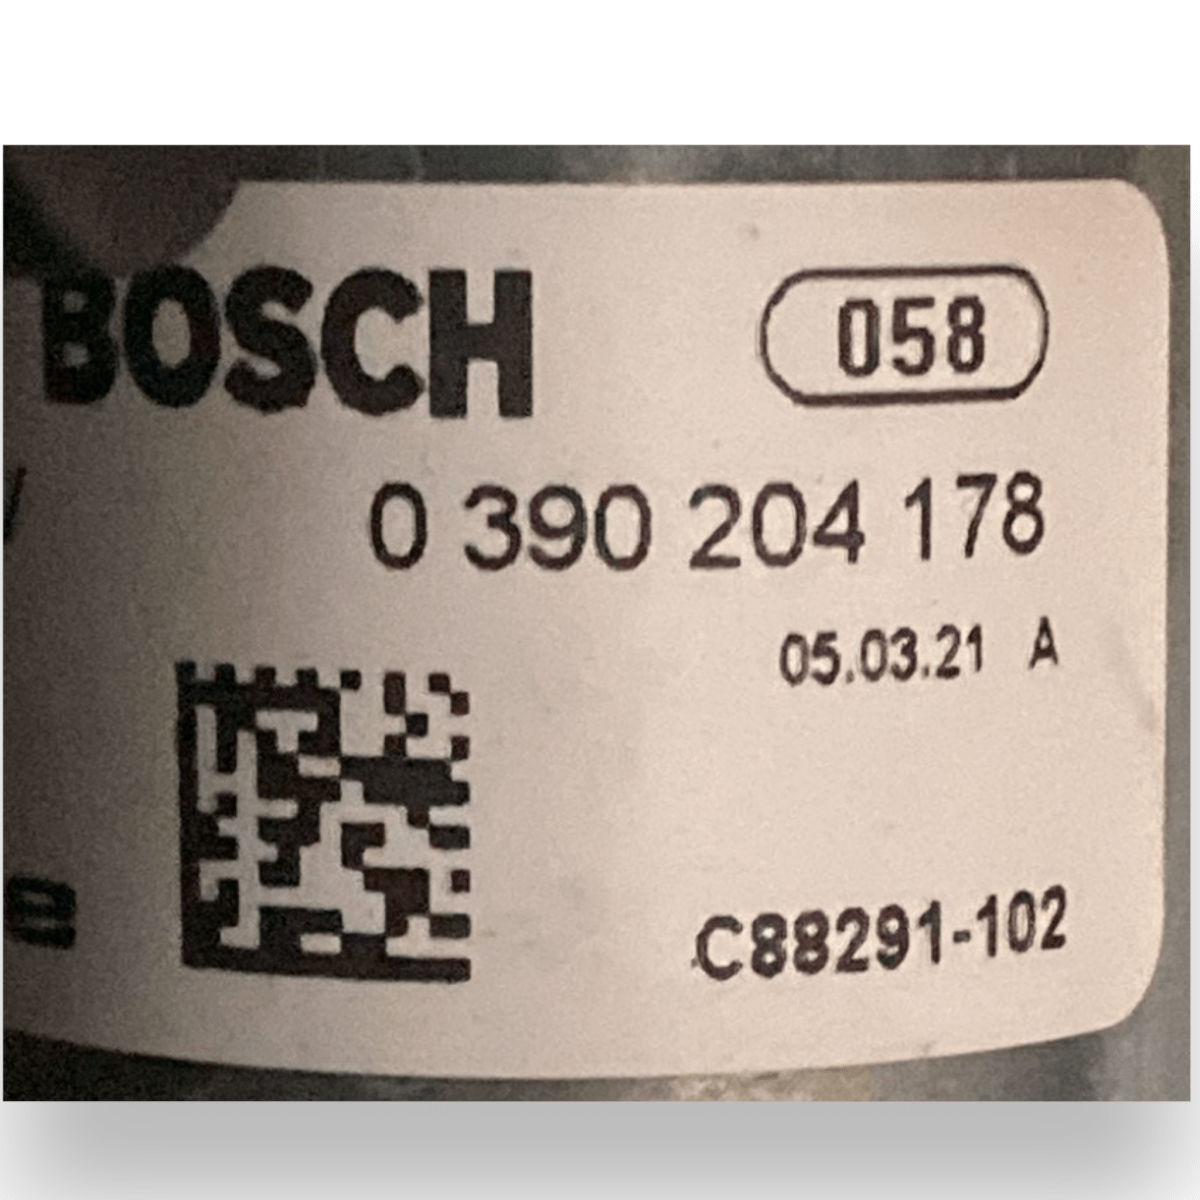 BOSCH 058
0 390 204 178
05.03.21 A
e
C88291-102